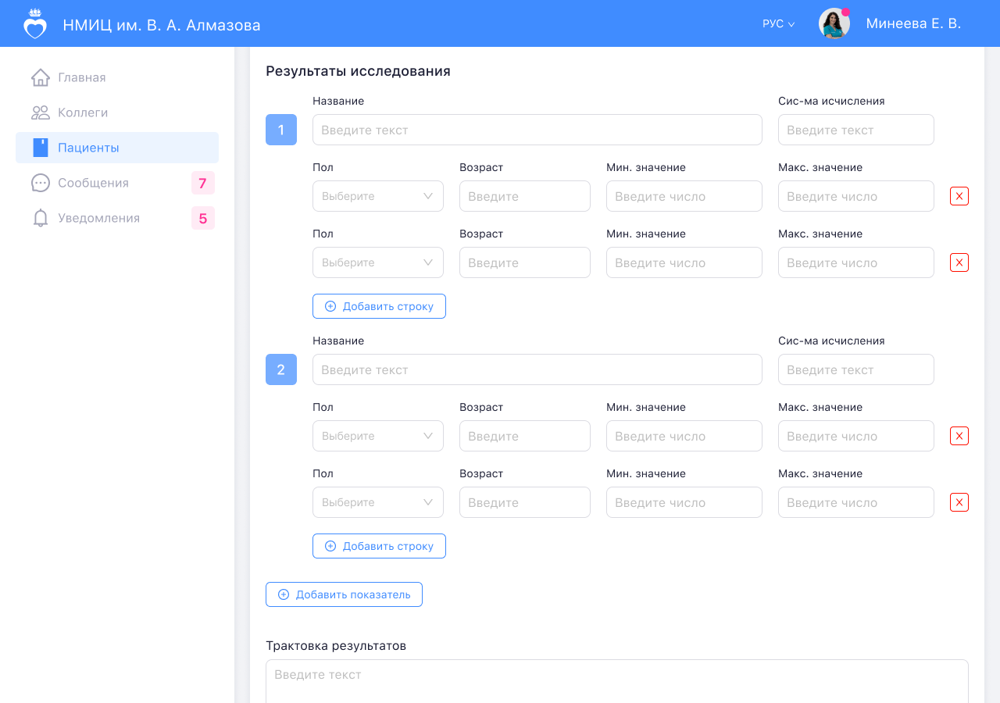 НМИЦ им. В. А. Алмазова
РУС
Минеева Е. В.
Главная
Коллеги
Пациенты
Сообщения 7
Уведомления 5
Результаты исследования
Название Сис-ма исчисления
1 Введите текст Введите текст
Пол Возраст Мин. значение Макс. значение
Выберите Введите Введите число Введите число
Пол Возраст Мин. значение Макс. значение
Выберите Введите Введите число Введите число
Добавить строку
Название Сис-ма исчисления
2 Введите текст Введите текст
Пол Возраст Мин. значение Макс. значение
Выберите Введите Введите число Введите число
Пол Возраст Мин. значение Макс. значение
Выберите Введите Введите число Введите число
Добавить строку
Добавить показатель
Трактовка результатов
Введите текст